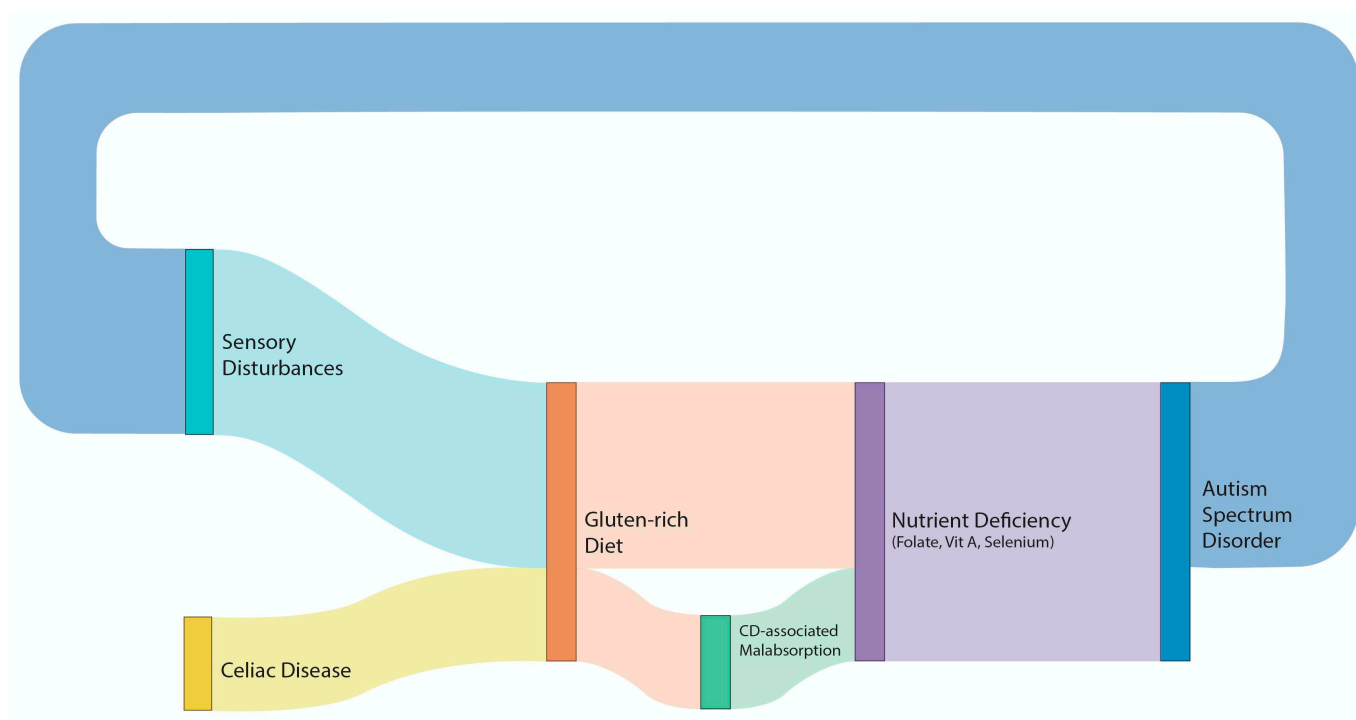 Sensory
Disturbances
Celiac Disease
Gluten-rich
Diet
CD-associated
Malabsorption
Nutrient Deficiency
(Folate, Vit A, Selenium)
Autism
Spectrum
Disorder